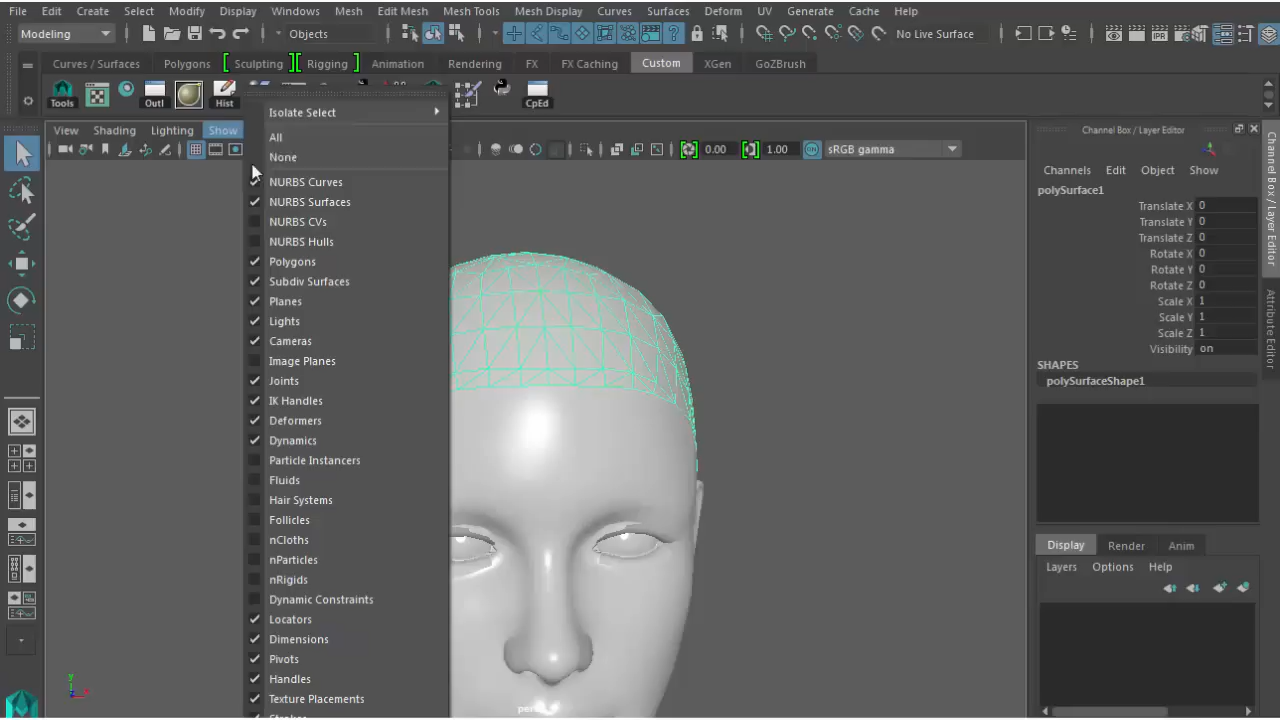 File Edit Create Select Modify Display Windows Mesh Edit Mesh Mesh Tools Mesh Display Curves Surfaces Deform UV Generate Cache Help
Modeling Objects No Live Surface
Curves / Surfaces Polygons Sculpting Rigging Animation Rendering FX FX Caching Custom XGen GoZBrush
Tools Outl Hist CpEd
View Shading Lighting Show
0.00 1.00 sRGB gamma
Isolate Select
All
None
NURBS Curves
NURBS Surfaces
NURBS CVs
NURBS Hulls
Polygons
Subdiv Surfaces
Planes
Lights
Cameras
Image Planes
Joints
IK Handles
Deformers
Dynamics
Particle Instancers
Fluids
Hair Systems
Follicles
nCloths
nParticles
nRigids
Dynamic Constraints
Locators
Dimensions
Pivots
Handles
Texture Placements
y
z
Channel Box / Layer Editor
Channels Edit Object Show
polySurface1
Translate X 0
Translate Y 0
Translate Z 0
Rotate X 0
Rotate Y 0
Rotate Z 0
Scale X 1
Scale Y 1
Scale Z 1
Visibility on
SHAPES
polySurfaceShape1
Display Render Anim
Layers Options Help
Channel Box / Layer Editor
Attribute Editor